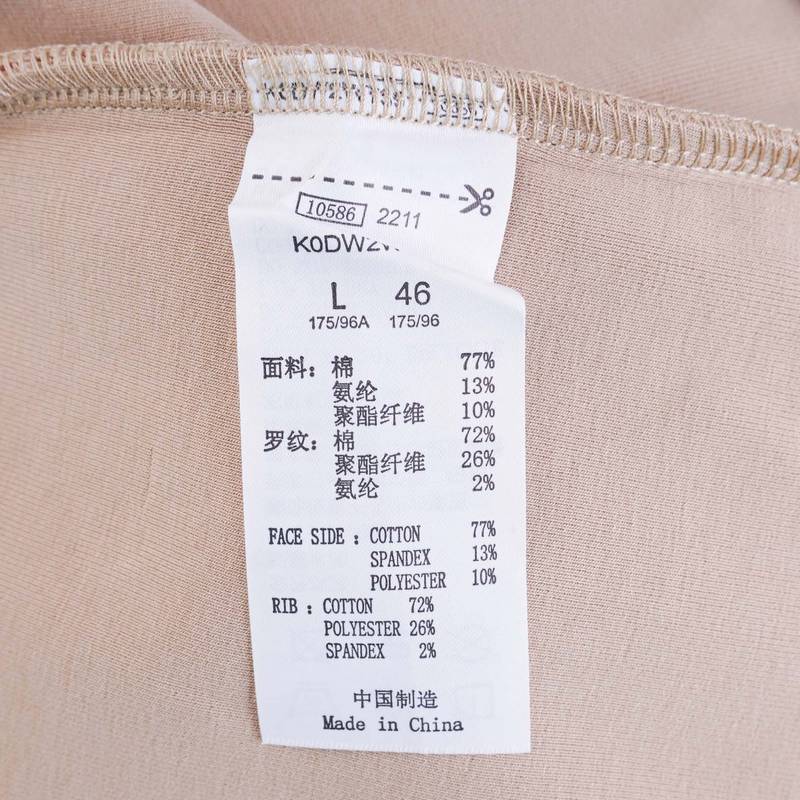 10586 2211
L 46
175/96A 175/96
面料：棉 77%
氨纶 13%
聚酯纤维 10%
罗纹：棉 72%
聚酯纤维 26%
氨纶 2%
FACE SIDE : COTTON 77%
SPANDEX 13%
POLYESTER 10%
RIB : COTTON 72%
POLYESTER 26%
SPANDEX 2%
中国制造
Made in China